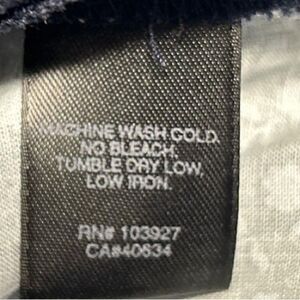 MACHINE WASH COLD.
NO BLEACH.
TUMBLE DRY LOW,
LOW IRON.
RN# 103927
CA#40634